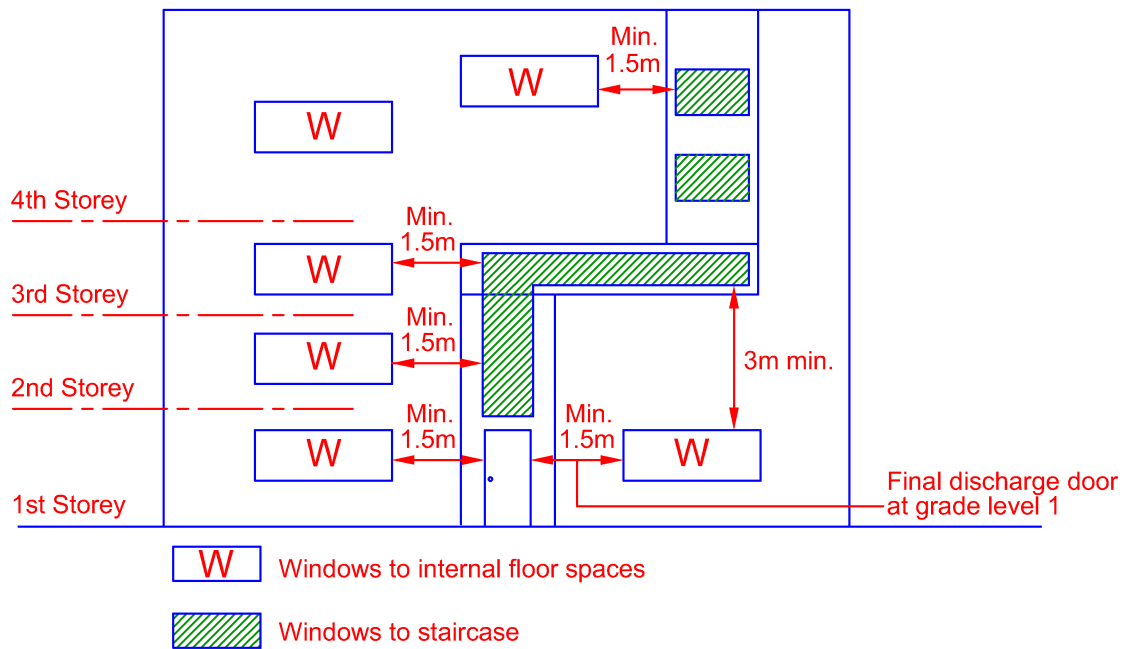 Min.
1.5m
W
W
4th Storey
Min.
1.5m
W
3rd Storey
Min.
1.5m
W
3m min.
2nd Storey
Min.
1.5m
Min.
1.5m
W
W
Final discharge door
at grade level 1
1st Storey
W
Windows to internal floor spaces
Windows to staircase